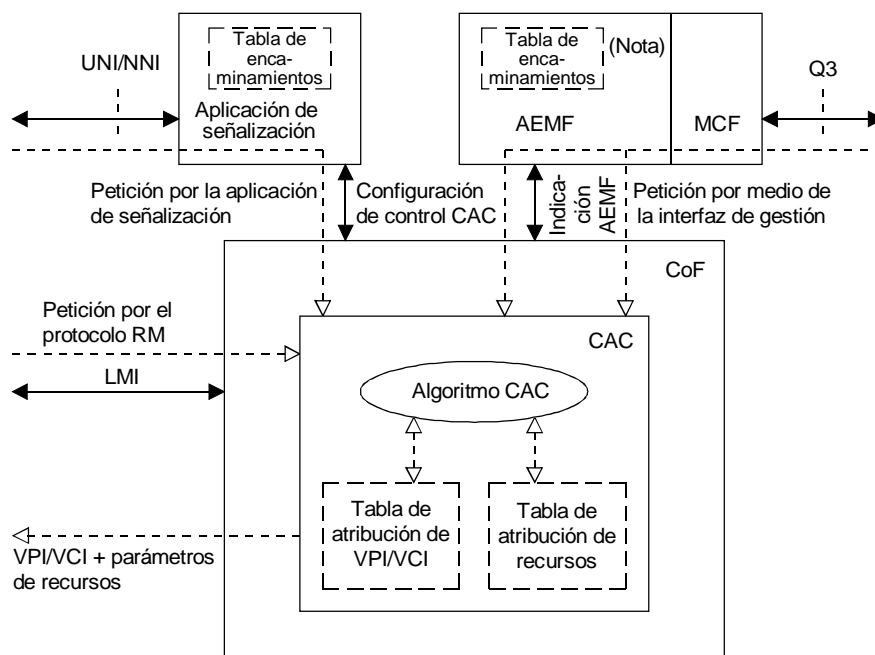 Tabla de
enca-
minamientos
Tabla de
enca-
minamientos
(Nota)
UNI/NNI
Q3
Aplicación de
señalización
AEMF
MCF
Petición por la aplicación
de señalización
Configuración
de control CAC
Indica-
ción
AEMF
Petición por medio de
la interfaz de gestión
CoF
Petición por el
protocolo RM
CAC
LMI
Algoritmo CAC
Tabla de
atribución de
VPI/VCI
Tabla de
atribución de
recursos
VPI/VCI + parámetros
de recursos